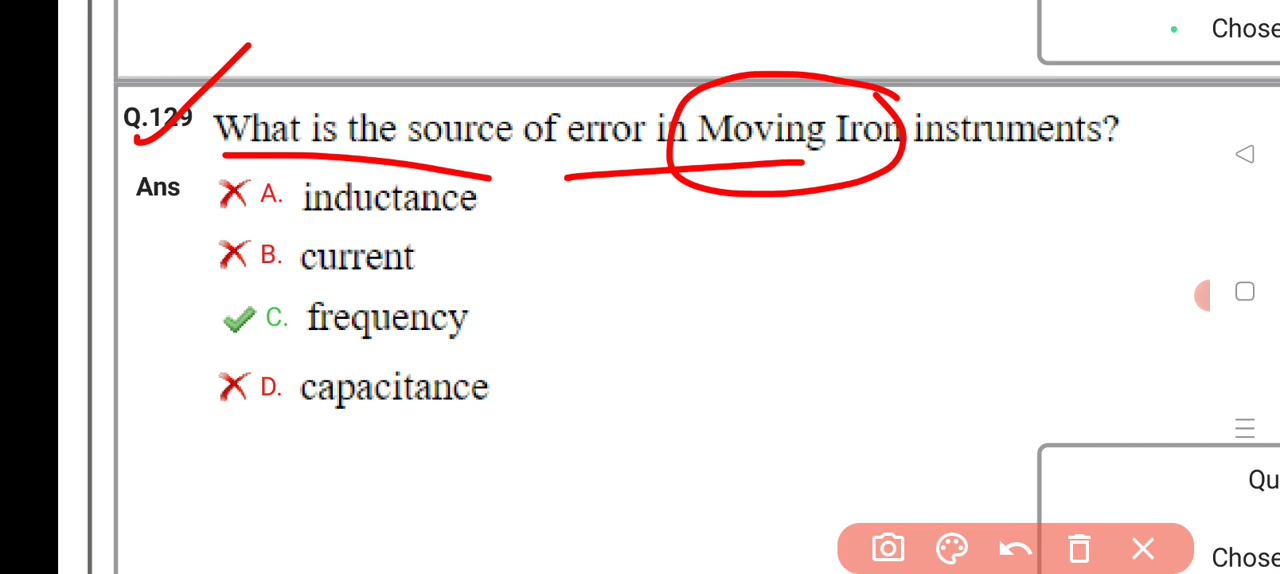 Chose
Q.129 What is the source of error in Moving Iron instruments?
Ans
A. inductance
B. current
C. frequency
D. capacitance
Qu
Chose